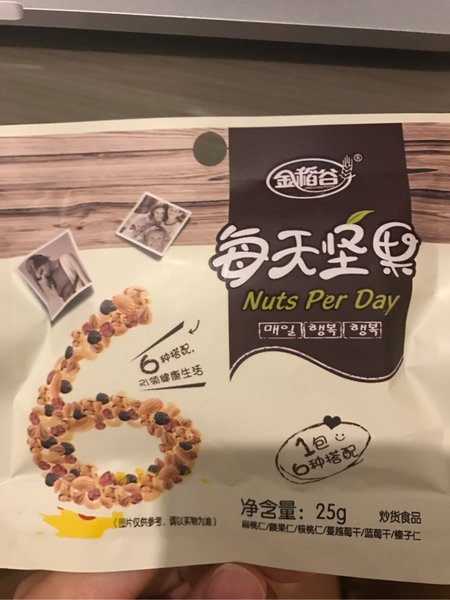 金稻谷®
每天坚果
Nuts Per Day
매일 행복 행복
6种搭配,
引领健康生活
1包
6种搭配
净含量: 25g 炒货食品
扁桃仁/腰果仁/核桃仁/蔓越莓干/蓝莓干/榛子仁
(图片仅供参考, 请以实物为准)